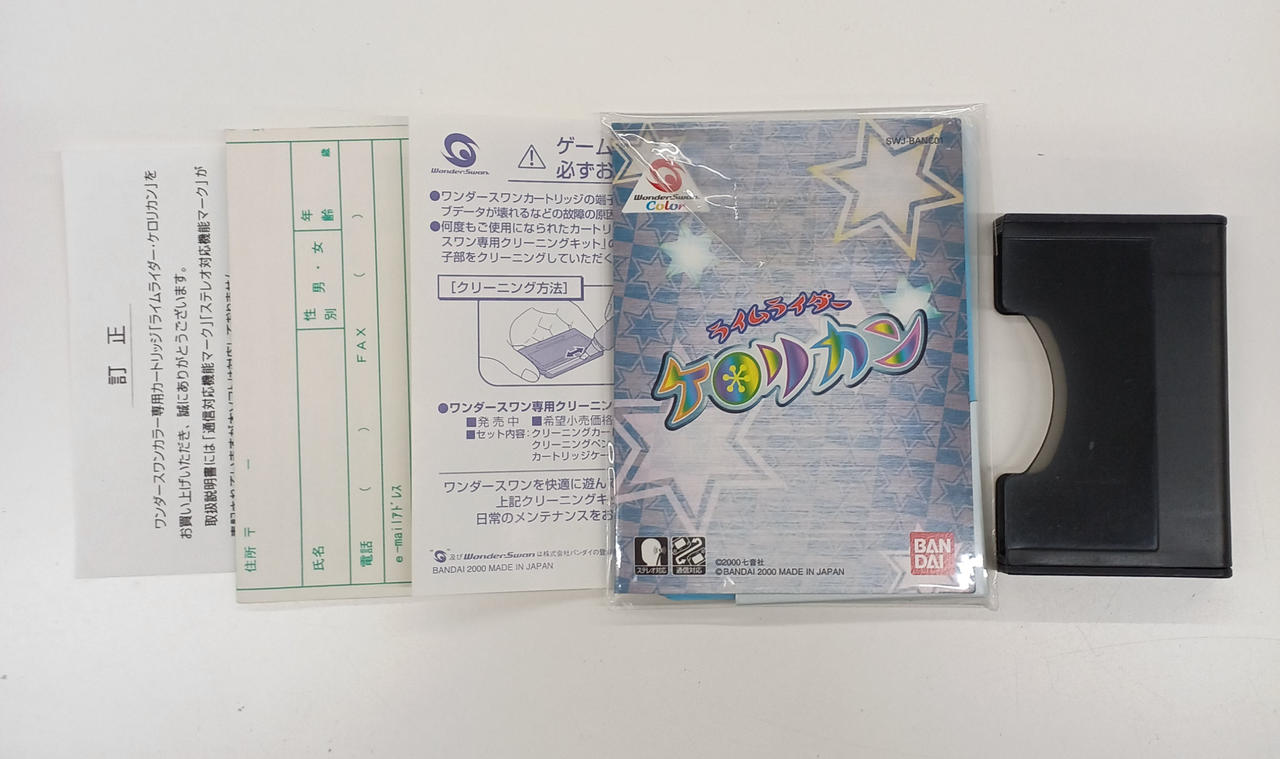 訂正
ワンダースワンカラー専用カートリッジ「ライムライダー・ケロリカン」を
お買い上げいただき、誠にありがとうございます。
取扱説明書には「通信対応機能マーク」「ステレオ対応機能マーク」が
住所 〒 ー
氏名
性別
男・女
年齢
歳
電話 ( )
FAX ( )
e-mailアドレス
WonderSwan
ゲーム
必ずお
●ワンダースワンカートリッジの端子
プデータが壊れるなどの故障の原因
●何度もご使用になられたカートリ
スワン専用クリーニングキット」の
子部をクリーニングしていただく
[クリーニング方法]
●ワンダースワン専用クリーニン
■発売中 ■希望小売価格
■セット内容:クリーニングカー
クリーニングペン
カートリッジケー
ワンダースワンを快適に遊ん
上記クリーニングキ
日常のメンテナンスをお
"及びWonderSwanは株式会社バンダイの登
BANDAI 2000 MADE IN JAPAN
SWJ-BANC01
WonderSwan
Color
ライムライダー
ケロリカン
ステレオ対応
通信対応
©2000七音社
©BANDAI 2000 MADE IN JAPAN
BAN
DAI